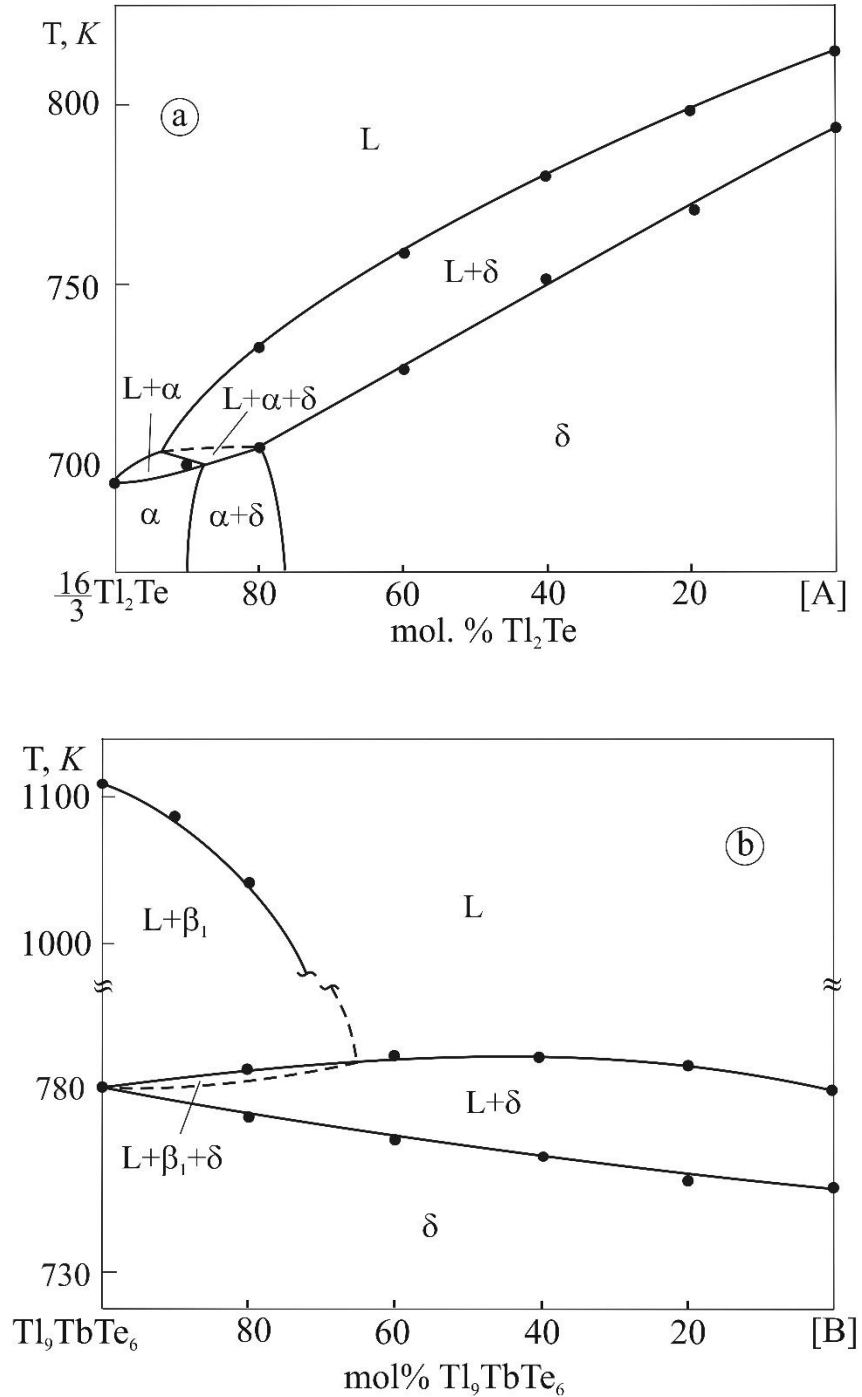 T, K
800
ⓐ
L
750
L+δ
L+α
L+α+δ
700
δ
α
α+δ
16/3 Tl₂Te
80
60
40
20
[A]
mol. % Tl₂Te
T, K
1100
ⓑ
L+β₁
L
1000
780
L+δ
L+β₁+δ
δ
730
Tl₉TbTe₆
80
60
40
20
[B]
mol% Tl₉TbTe₆